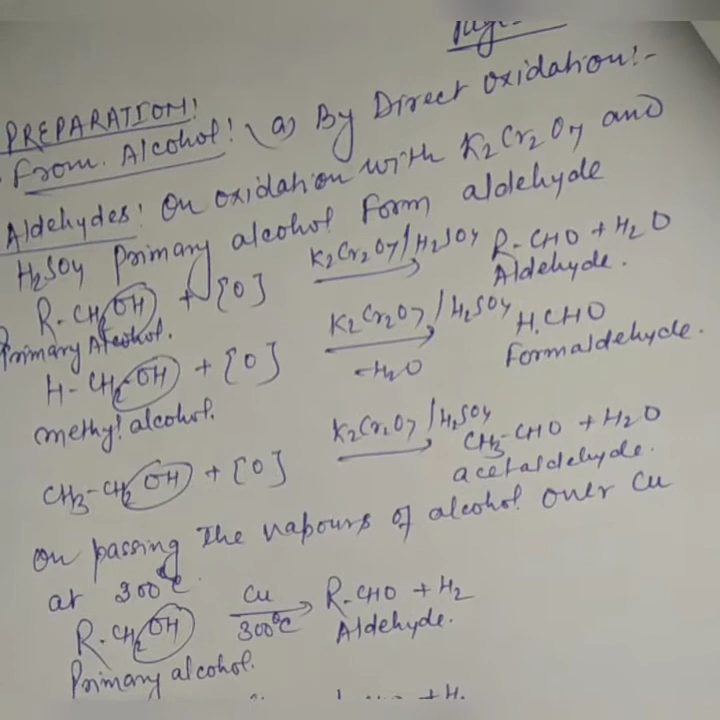 PREPARATION!
From. Alcohol! (a) By Direct oxidation:-
Aldehydes! On oxidation with K2Cr2O7 and
H2SO4 Primary alcohol form aldehyde
R-CH2OH + [O] K2Cr2O7/H2SO4 R-CHO + H2O
Primary Alcohol. Aldehyde.
H-CH2-OH + [O] K2Cr2O7/H2SO4 -H2O H.CHO
methyl alcohol. Formaldehyde.
CH3-CH2OH + [O] K2Cr2O7/H2SO4 CH3-CHO + H2O
acetaldehyde.
On passing The vapours of alcohol over Cu
at 300°C.
R-CH2OH Cu 300°C R-CHO + H2
Primary alcohol. Aldehyde.